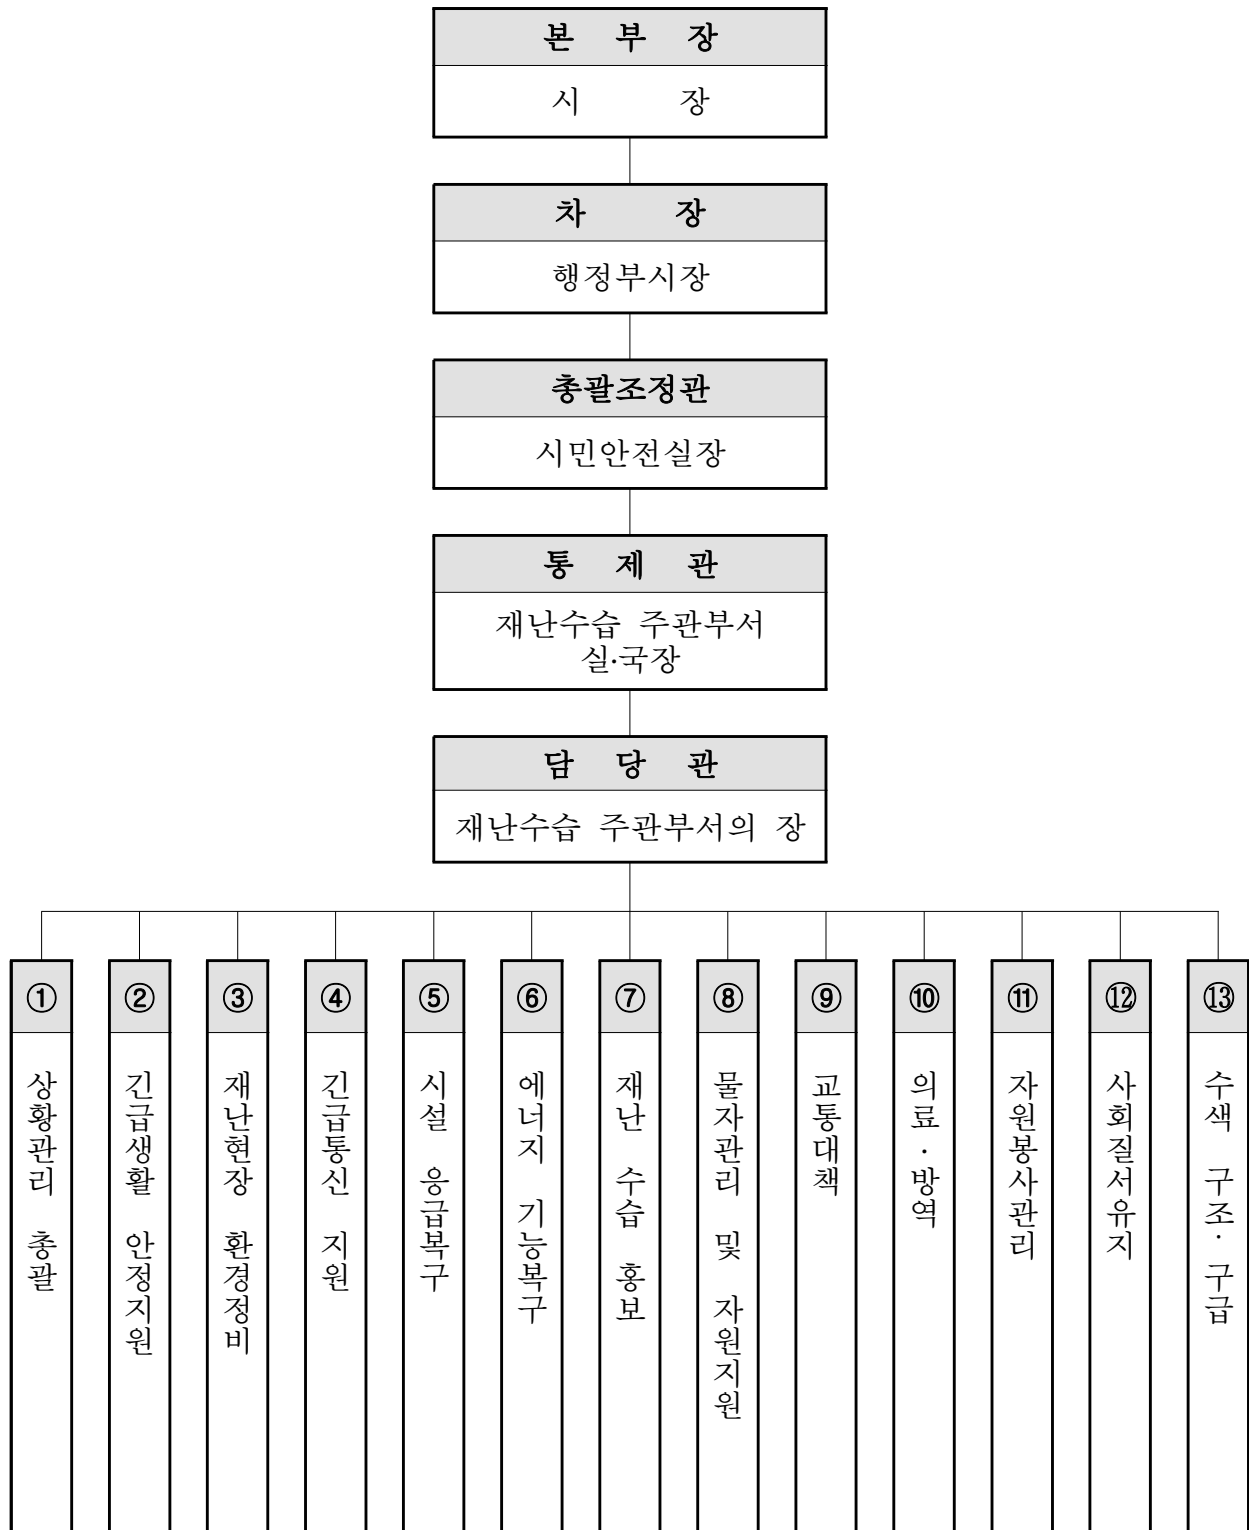 본 부 장
시 장
차 장
행정부시장
총괄조정관
시민안전실장
통 제 관
재난수습 주관부서
실·국장
담 당 관
재난수습 주관부서의 장
①
상황관리 총괄
②
긴급생활 안정지원
③
재난현장 환경정비
④
긴급통신 지원
⑤
시설 응급복구
⑥
에너지 기능복구
⑦
재난 수습 홍보
⑧
물자관리 및 자원지원
⑨
교통대책
⑩
의료·방역
⑪
자원봉사관리
⑫
사회질서유지
⑬
수색 구조·구급